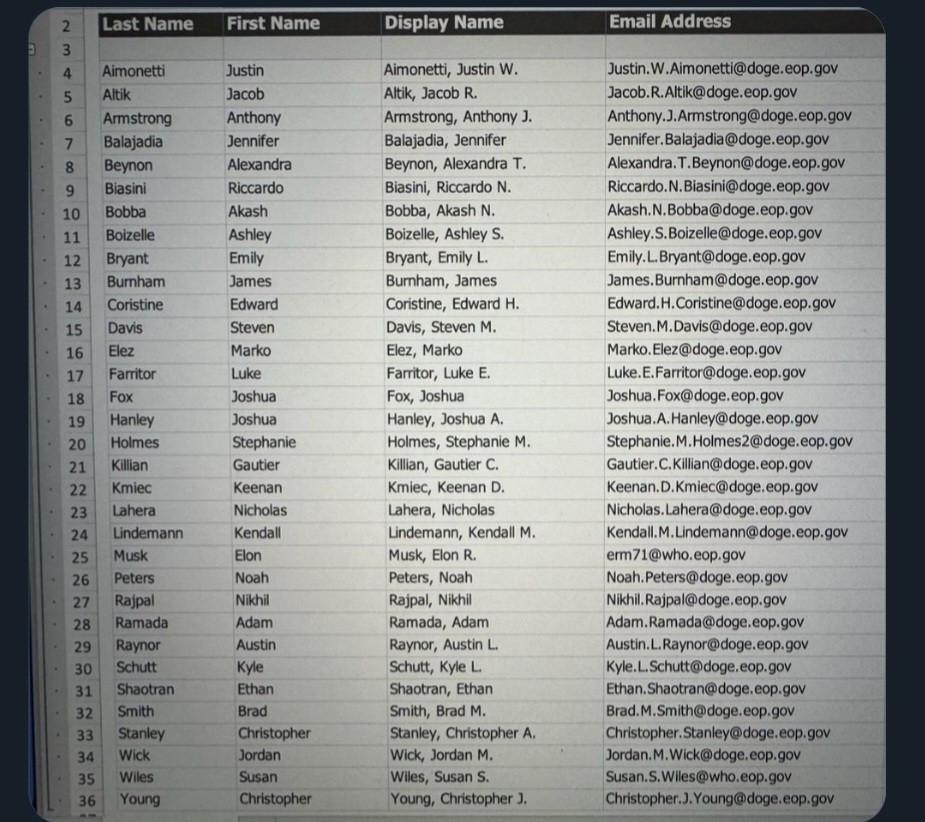 2 Last Name First Name Display Name Email Address
3
4 Aimonetti Justin Aimonetti, Justin W. Justin.W.Aimonetti@doge.eop.gov
5 Altik Jacob Altik, Jacob R. Jacob.R.Altik@doge.eop.gov
6 Armstrong Anthony Armstrong, Anthony J. Anthony.J.Armstrong@doge.eop.gov
7 Balajadia Jennifer Balajadia, Jennifer Jennifer.Balajadia@doge.eop.gov
8 Beynon Alexandra Beynon, Alexandra T. Alexandra.T.Beynon@doge.eop.gov
9 Biasini Riccardo Biasini, Riccardo N. Riccardo.N.Biasini@doge.eop.gov
10 Bobba Akash Bobba, Akash N. Akash.N.Bobba@doge.eop.gov
11 Boizelle Ashley Boizelle, Ashley S. Ashley.S.Boizelle@doge.eop.gov
12 Bryant Emily Bryant, Emily L. Emily.L.Bryant@doge.eop.gov
13 Burnham James Burnham, James James.Burnham@doge.eop.gov
14 Coristine Edward Coristine, Edward H. Edward.H.Coristine@doge.eop.gov
15 Davis Steven Davis, Steven M. Steven.M.Davis@doge.eop.gov
16 Elez Marko Elez, Marko Marko.Elez@doge.eop.gov
17 Farritor Luke Farritor, Luke E. Luke.E.Farritor@doge.eop.gov
18 Fox Joshua Fox, Joshua Joshua.Fox@doge.eop.gov
19 Hanley Joshua Hanley, Joshua A. Joshua.A.Hanley@doge.eop.gov
20 Holmes Stephanie Holmes, Stephanie M. Stephanie.M.Holmes2@doge.eop.gov
21 Killian Gautier Killian, Gautier C. Gautier.C.Killian@doge.eop.gov
22 Kmiec Keenan Kmiec, Keenan D. Keenan.D.Kmiec@doge.eop.gov
23 Lahera Nicholas Lahera, Nicholas Nicholas.Lahera@doge.eop.gov
24 Lindemann Kendall Lindemann, Kendall M. Kendall.M.Lindemann@doge.eop.gov
25 Musk Elon Musk, Elon R. erm71@who.eop.gov
26 Peters Noah Peters, Noah Noah.Peters@doge.eop.gov
27 Rajpal Nikhil Rajpal, Nikhil Nikhil.Rajpal@doge.eop.gov
28 Ramada Adam Ramada, Adam Adam.Ramada@doge.eop.gov
29 Raynor Austin Raynor, Austin L. Austin.L.Raynor@doge.eop.gov
30 Schutt Kyle Schutt, Kyle L. Kyle.L.Schutt@doge.eop.gov
31 Shaotran Ethan Shaotran, Ethan Ethan.Shaotran@doge.eop.gov
32 Smith Brad Smith, Brad M. Brad.M.Smith@doge.eop.gov
33 Stanley Christopher Stanley, Christopher A. Christopher.Stanley@doge.eop.gov
34 Wick Jordan Wick, Jordan M. Jordan.M.Wick@doge.eop.gov
35 Wiles Susan Wiles, Susan S. Susan.S.Wiles@who.eop.gov
36 Young Christopher Young, Christopher J. Christopher.J.Young@doge.eop.gov